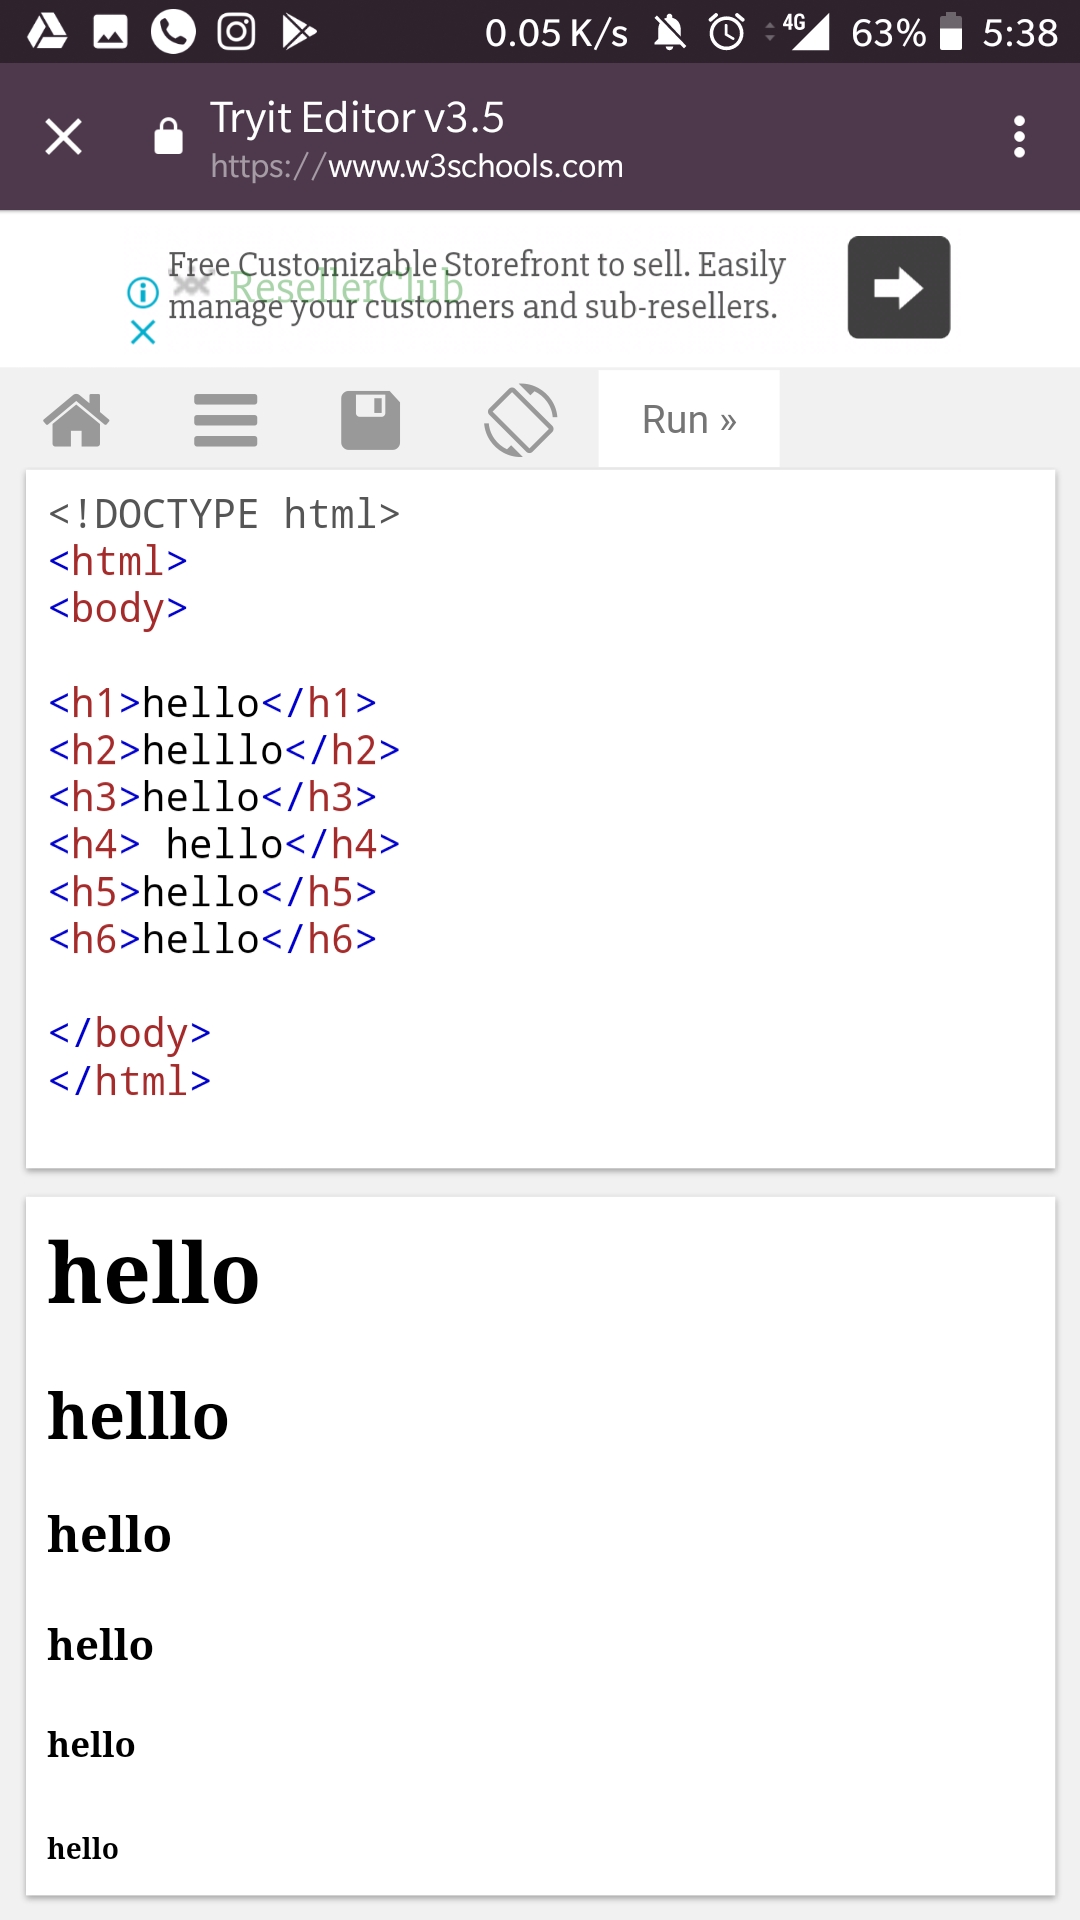 0.05 K/s 4G 63% 5:38
Tryit Editor v3.5
https://www.w3schools.com
Free Customizable Storefront to sell. Easily
ResellerClub
manage your customers and sub-resellers.
Run »
<!DOCTYPE html>
<html>
<body>
<h1>hello</h1>
<h2>helllo</h2>
<h3>hello</h3>
<h4> hello</h4>
<h5>hello</h5>
<h6>hello</h6>
</body>
</html>
hello
helllo
hello
hello
hello
hello